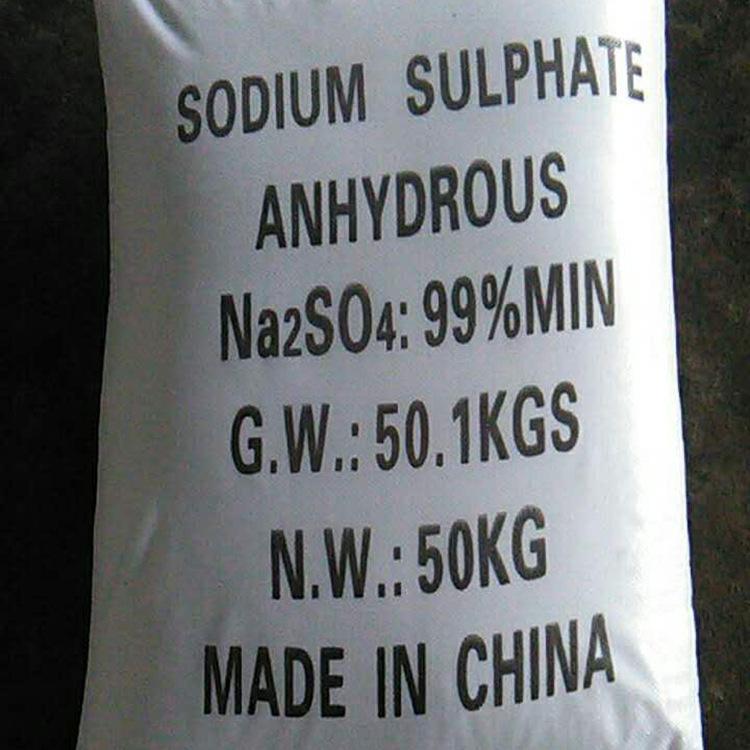 SODIUM SULPHATE
ANHYDROUS
Na2SO4: 99%MIN
G.W.: 50.1KGS
N.W.: 50KG
MADE IN CHINA